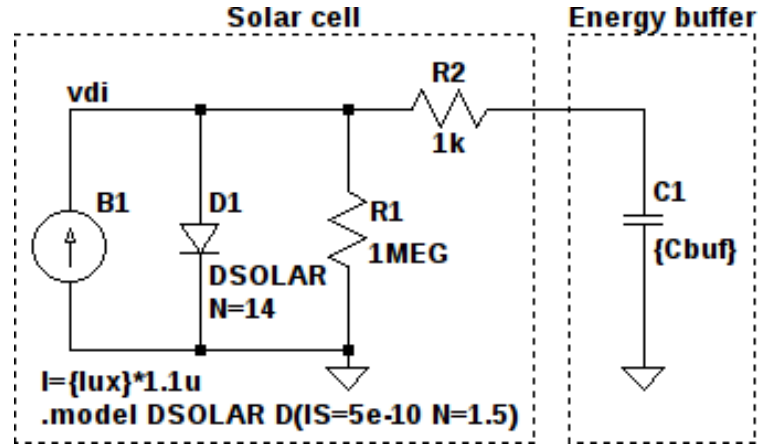 Solar cell
Energy buffer
vdi
R2
1k
B1
D1
DSOLAR
N=14
R1
1MEG
C1
{Cbuf}
I={lux}*1.1u
.model DSOLAR D(IS=5e-10 N=1.5)